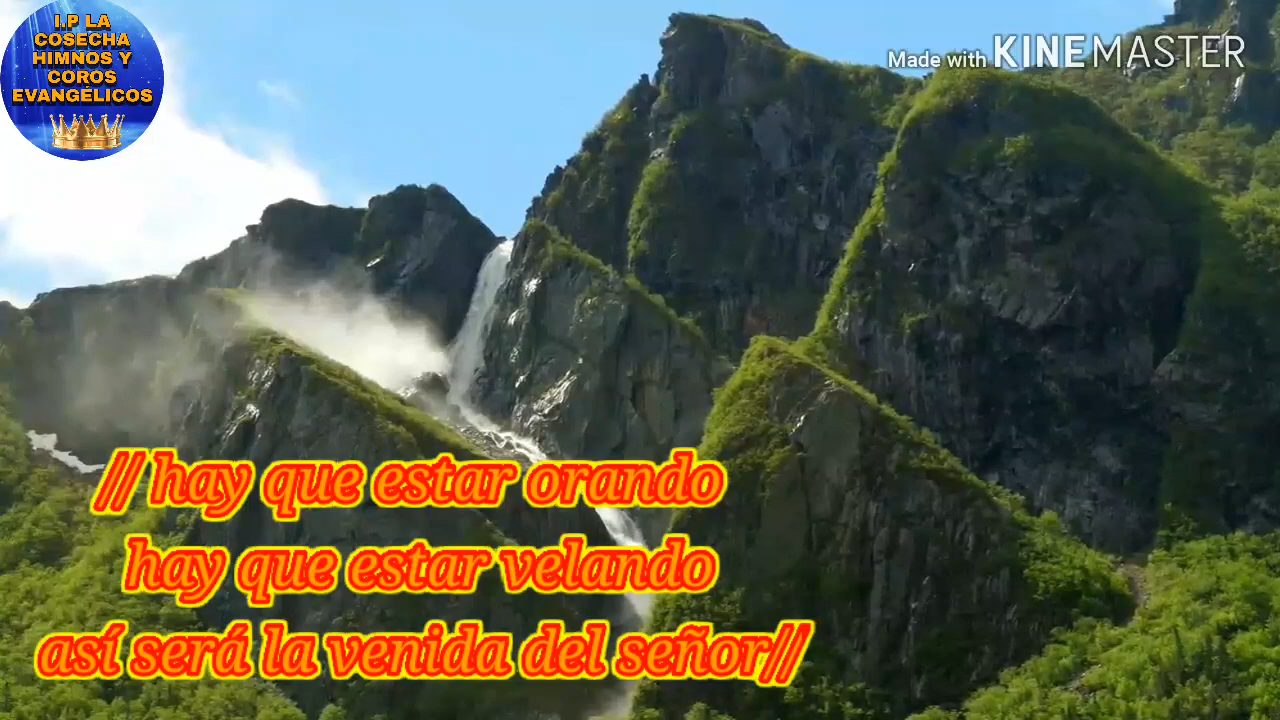 I.P LA
COSECHA
HIMNOS Y
COROS
EVANGÉLICOS
Made with KINEMASTER
// hay que estar orando
hay que estar velando
así será la venida del señor//